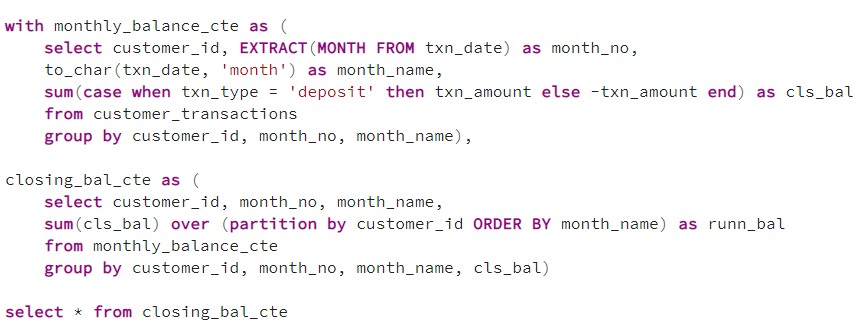 with monthly_balance_cte as (
    select customer_id, EXTRACT(MONTH FROM txn_date) as month_no,
    to_char(txn_date, 'month') as month_name,
    sum(case when txn_type = 'deposit' then txn_amount else -txn_amount end) as cls_bal
    from customer_transactions
    group by customer_id, month_no, month_name),

closing_bal_cte as (
    select customer_id, month_no, month_name,
    sum(cls_bal) over (partition by customer_id ORDER BY month_name) as runn_bal
    from monthly_balance_cte
    group by customer_id, month_no, month_name, cls_bal)

select * from closing_bal_cte